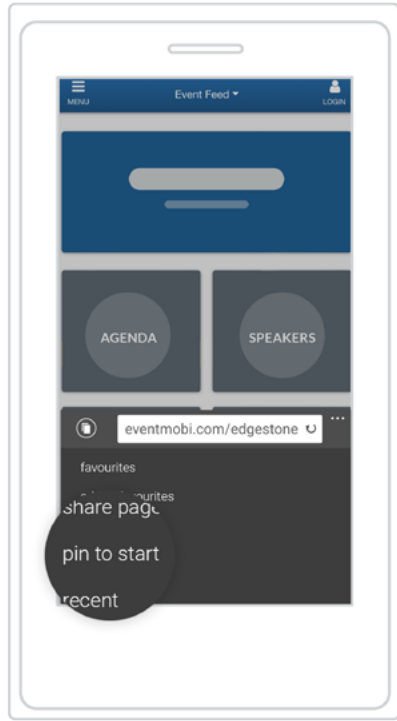 MENU
Event Feed
LOGIN
AGENDA
SPEAKERS
eventmobi.com/edgestone
favourites
share page
pin to start
recent